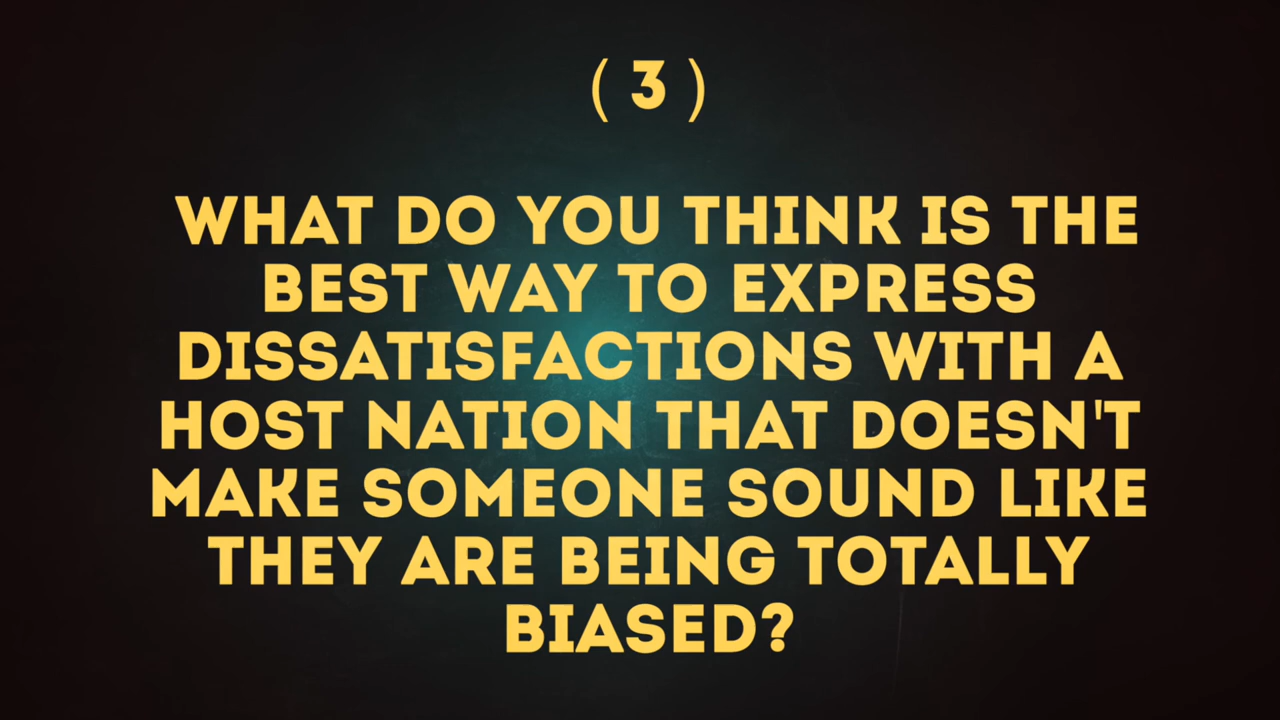 ( 3 )
WHAT DO YOU THINK IS THE
BEST WAY TO EXPRESS
DISSATISFACTIONS WITH A
HOST NATION THAT DOESN'T
MAKE SOMEONE SOUND LIKE
THEY ARE BEING TOTALLY
BIASED?